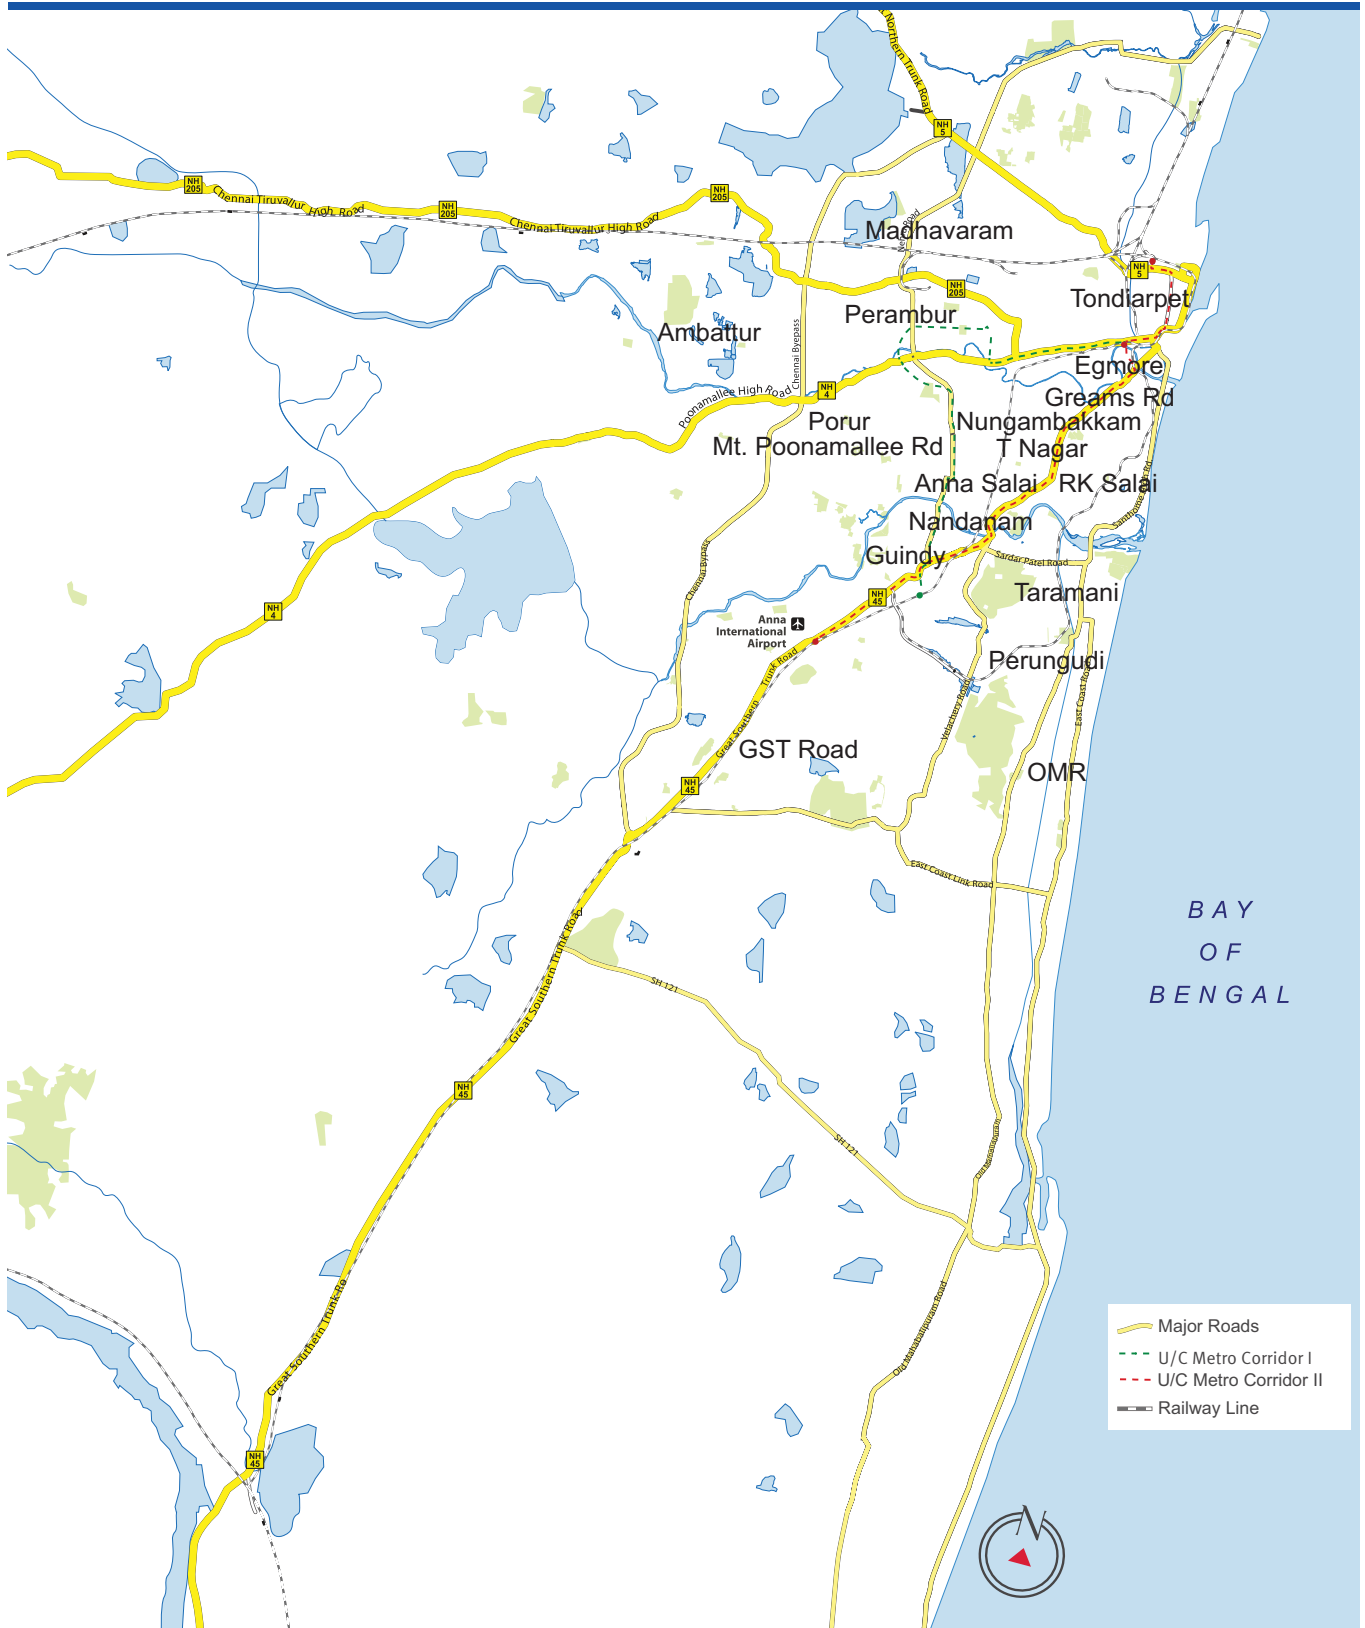 Great Northern Trunk Road
NH
5
NH
205
Chennai Tiruvallur High Road
NH
205
Chennai Tiruvallur High Road
NH
205
Madhavaram
NH
5
Tondiarpet
NH
205
Perambur
Ambattur
Chennai Byepass
Egmore
Poonamallee High Road
NH
4
Greams Rd
Porur
Nungambakkam
Mt. Poonamallee Rd
T Nagar
Anna Salai
RK Salai
Nandanam
Guindy
Sardar Patel Road
Chennai Bypass
Taramani
NH
45
NH
4
Anna
International
Airport
Perungudi
East Coast Road
Velachery Road
Great Southern Trunk Road
GST Road
OMR
NH
45
East Coast Link Road
BAY
OF
BENGAL
Great Southern Trunk Road
SH 121
NH
45
SH 121
Great Southern Trunk Ro
Old Mahabalipuram Road
Major Roads
U/C Metro Corridor I
U/C Metro Corridor II
Railway Line
NH
45
N